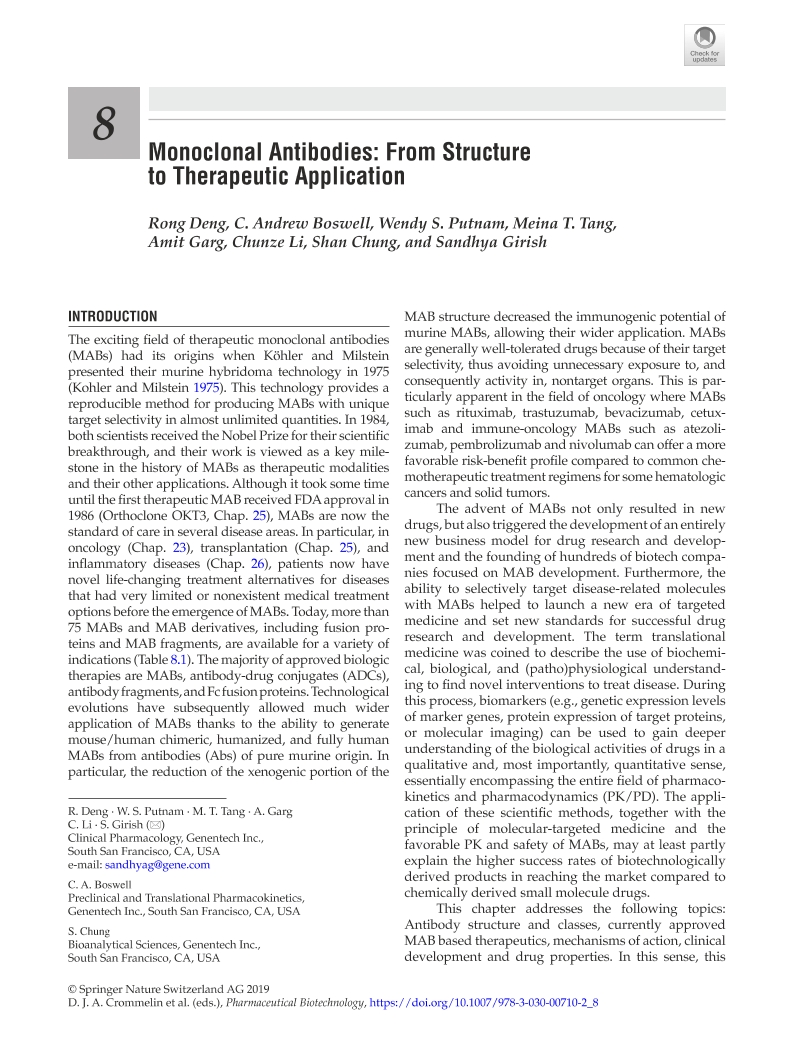 Check for
updates
8
Monoclonal Antibodies: From Structure
to Therapeutic Application
Rong Deng, C. Andrew Boswell, Wendy S. Putnam, Meina T. Tang,
Amit Garg, Chunze Li, Shan Chung, and Sandhya Girish
INTRODUCTION
The exciting field of therapeutic monoclonal antibodies
(MABs) had its origins when Köhler and Milstein
presented their murine hybridoma technology in 1975
(Kohler and Milstein 1975). This technology provides a
reproducible method for producing MABs with unique
target selectivity in almost unlimited quantities. In 1984,
both scientists received the Nobel Prize for their scientific
breakthrough, and their work is viewed as a key mile-
stone in the history of MABs as therapeutic modalities
and their other applications. Although it took some time
until the first therapeutic MAB received FDA approval in
1986 (Orthoclone OKT3, Chap. 25), MABs are now the
standard of care in several disease areas. In particular, in
oncology (Chap. 23), transplantation (Chap. 25), and
inflammatory diseases (Chap. 26), patients now have
novel life-changing treatment alternatives for diseases
that had very limited or nonexistent medical treatment
options before the emergence of MABs. Today, more than
75 MABs and MAB derivatives, including fusion pro-
teins and MAB fragments, are available for a variety of
indications (Table 8.1). The majority of approved biologic
therapies are MABs, antibody-drug conjugates (ADCs),
antibody fragments, and Fc fusion proteins. Technological
evolutions have subsequently allowed much wider
application of MABs thanks to the ability to generate
mouse/human chimeric, humanized, and fully human
MABs from antibodies (Abs) of pure murine origin. In
particular, the reduction of the xenogenic portion of the
R. Deng · W. S. Putnam · M. T. Tang · A. Garg
C. Li · S. Girish (✉)
Clinical Pharmacology, Genentech Inc.,
South San Francisco, CA, USA
e-mail: sandhyag@gene.com
C. A. Boswell
Preclinical and Translational Pharmacokinetics,
Genentech Inc., South San Francisco, CA, USA
S. Chung
Bioanalytical Sciences, Genentech Inc.,
South San Francisco, CA, USA
MAB structure decreased the immunogenic potential of
murine MABs, allowing their wider application. MABs
are generally well-tolerated drugs because of their target
selectivity, thus avoiding unnecessary exposure to, and
consequently activity in, nontarget organs. This is par-
ticularly apparent in the field of oncology where MABs
such as rituximab, trastuzumab, bevacizumab, cetux-
imab and immune-oncology MABs such as atezoli-
zumab, pembrolizumab and nivolumab can offer a more
favorable risk-benefit profile compared to common che-
motherapeutic treatment regimens for some hematologic
cancers and solid tumors.
The advent of MABs not only resulted in new
drugs, but also triggered the development of an entirely
new business model for drug research and develop-
ment and the founding of hundreds of biotech compa-
nies focused on MAB development. Furthermore, the
ability to selectively target disease-related molecules
with MABs helped to launch a new era of targeted
medicine and set new standards for successful drug
research and development. The term translational
medicine was coined to describe the use of biochemi-
cal, biological, and (patho)physiological understand-
ing to find novel interventions to treat disease. During
this process, biomarkers (e.g., genetic expression levels
of marker genes, protein expression of target proteins,
or molecular imaging) can be used to gain deeper
understanding of the biological activities of drugs in a
qualitative and, most importantly, quantitative sense,
essentially encompassing the entire field of pharmaco-
kinetics and pharmacodynamics (PK/PD). The appli-
cation of these scientific methods, together with the
principle of molecular-targeted medicine and the
favorable PK and safety of MABs, may at least partly
explain the higher success rates of biotechnologically
derived products in reaching the market compared to
chemically derived small molecule drugs.
This chapter addresses the following topics:
Antibody structure and classes, currently approved
MAB based therapeutics, mechanisms of action, clinical
development and drug properties. In this sense, this
© Springer Nature Switzerland AG 2019
D. J. A. Crommelin et al. (eds.), Pharmaceutical Biotechnology, https://doi.org/10.1007/978-3-030-00710-2_8